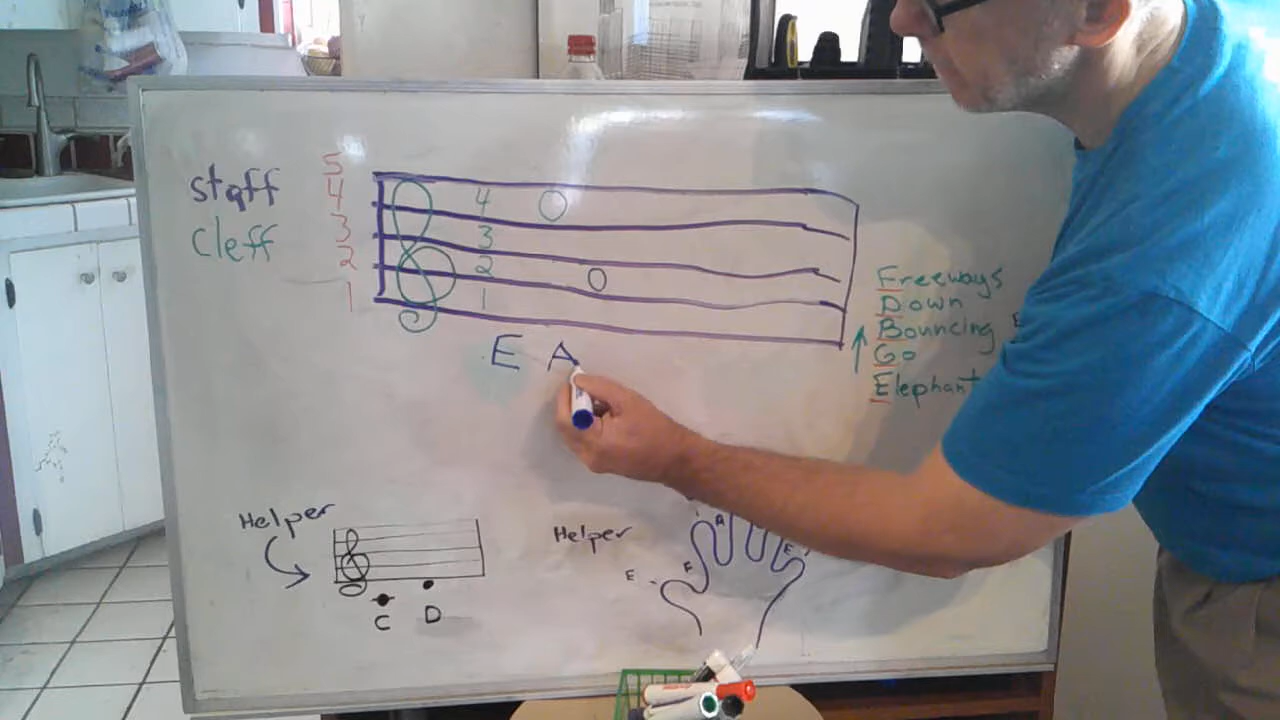 staff
cleff
5
4
3
2
1
4
3
2
1
E A
Freeways
Down
Bouncing
Go
Elephant
Helper
C D
Helper
A
E
F
E